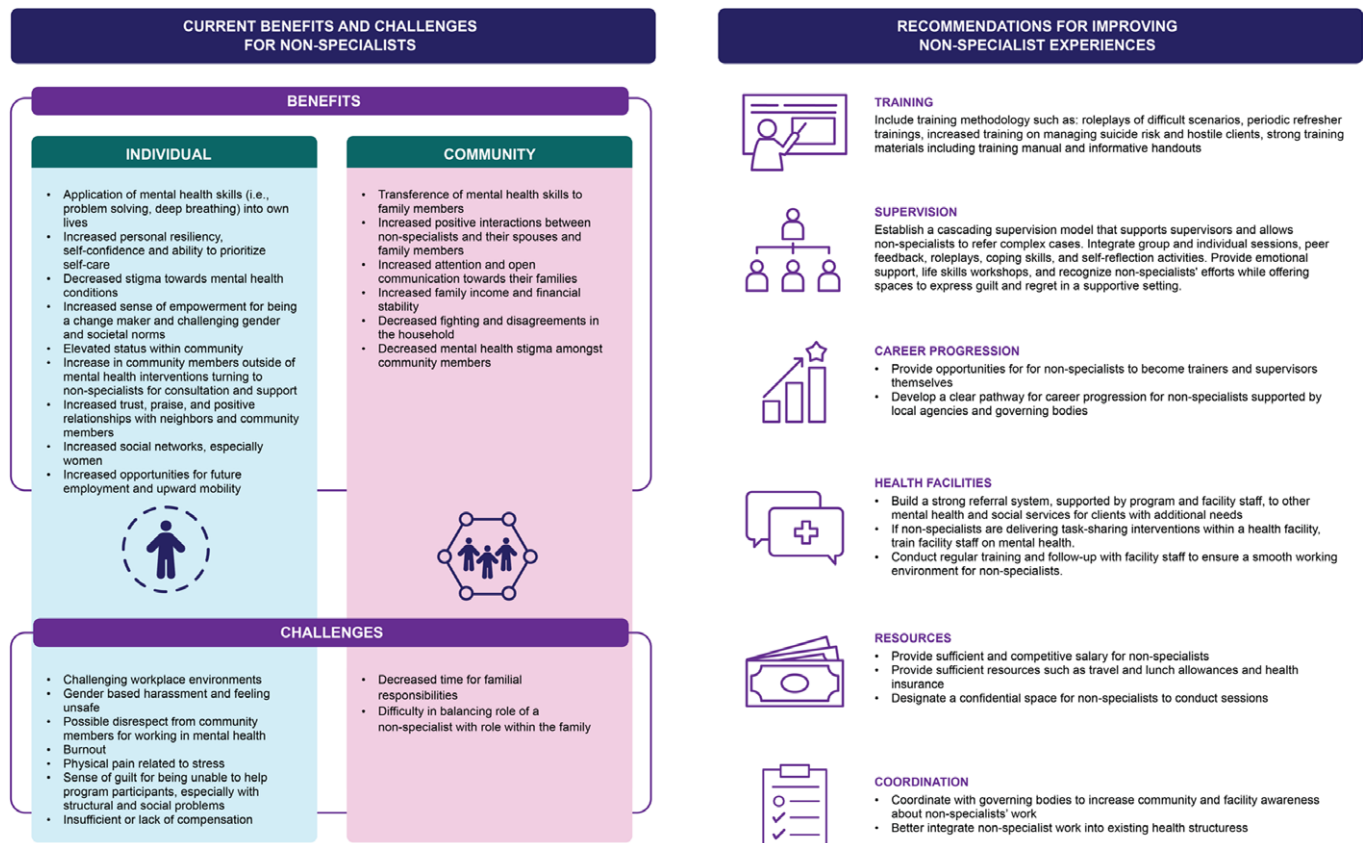 CURRENT BENEFITS AND CHALLENGES
FOR NON-SPECIALISTS
BENEFITS
INDIVIDUAL
• Application of mental health skills (i.e.,
problem solving, deep breathing) into own
lives
• Increased personal resiliency,
self-confidence and ability to prioritize
self-care
• Decreased stigma towards mental health
conditions
• Increased sense of empowerment for being
a change maker and challenging gender
and societal norms
• Elevated status within community
• Increase in community members outside of
mental health interventions turning to
non-specialists for consultation and support
• Increased trust, praise, and positive
relationships with neighbors and community
members
• Increased social networks, especially
women
• Increased opportunities for future
employment and upward mobility
COMMUNITY
• Transference of mental health skills to
family members
• Increased positive interactions between
non-specialists and their spouses and
family members
• Increased attention and open
communication towards their families
• Increased family income and financial
stability
• Decreased fighting and disagreements in
the household
• Decreased mental health stigma amongst
community members
CHALLENGES
• Challenging workplace environments
• Gender based harassment and feeling
unsafe
• Possible disrespect from community
members for working in mental health
• Burnout
• Physical pain related to stress
• Sense of guilt for being unable to help
program participants, especially with
structural and social problems
• Insufficient or lack of compensation
• Decreased time for familial
responsibilities
• Difficulty in balancing role of a
non-specialist with role within the family
RECOMMENDATIONS FOR IMPROVING
NON-SPECIALIST EXPERIENCES
TRAINING
Include training methodology such as: roleplays of difficult scenarios, periodic refresher
trainings, increased training on managing suicide risk and hostile clients, strong training
materials including training manual and informative handouts
SUPERVISION
Establish a cascading supervision model that supports supervisors and allows
non-specialists to refer complex cases. Integrate group and individual sessions, peer
feedback, roleplays, coping skills, and self-reflection activities. Provide emotional
support, life skills workshops, and recognize non-specialists' efforts while offering
spaces to express guilt and regret in a supportive setting.
CAREER PROGRESSION
• Provide opportunities for for non-specialists to become trainers and supervisors
themselves
• Develop a clear pathway for career progression for non-specialists supported by
local agencies and governing bodies
HEALTH FACILITIES
• Build a strong referral system, supported by program and facility staff, to other
mental health and social services for clients with additional needs
• If non-specialists are delivering task-sharing interventions within a health facility,
train facility staff on mental health.
• Conduct regular training and follow-up with facility staff to ensure a smooth working
environment for non-specialists.
RESOURCES
• Provide sufficient and competitive salary for non-specialists
• Provide sufficient resources such as travel and lunch allowances and health
insurance
• Designate a confidential space for non-specialists to conduct sessions
COORDINATION
• Coordinate with governing bodies to increase community and facility awareness
about non-specialists' work
• Better integrate non-specialist work into existing health structuress